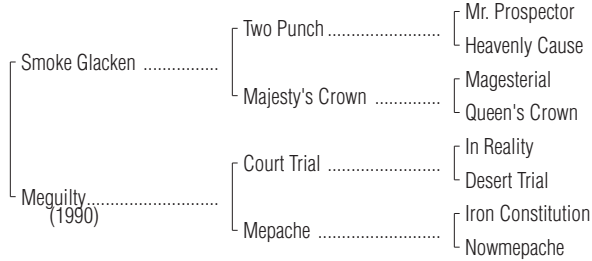 Mr. Prospector
Two Punch ......................
Heavenly Cause
Smoke Glacken ...............
Magesterial
Majesty's Crown .............
Queen's Crown
In Reality
Court Trial ......................
Desert Trial
Meguilty..........................
(1990)
Iron Constitution
Mepache ........................
Nowmepache